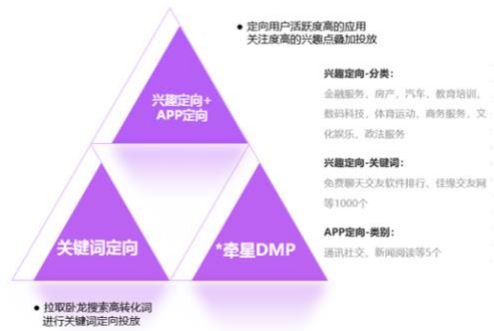 ● 定向用户活跃度高的应用
关注度高的兴趣点叠加投放
兴趣定向+
APP定向
兴趣定向-分类：
金融服务、房产、汽车、教育培训、
数码科技、体育运动、商务服务、文
化娱乐、政法服务
兴趣定向-关键词：
免费聊天交友软件排行、佳缘交友网
等1000个
关键词定向
*牵星DMP
APP定向-类别：
通讯社交、新闻阅读等5个
● 拉取卧龙搜索高转化词
进行关键词定向投放